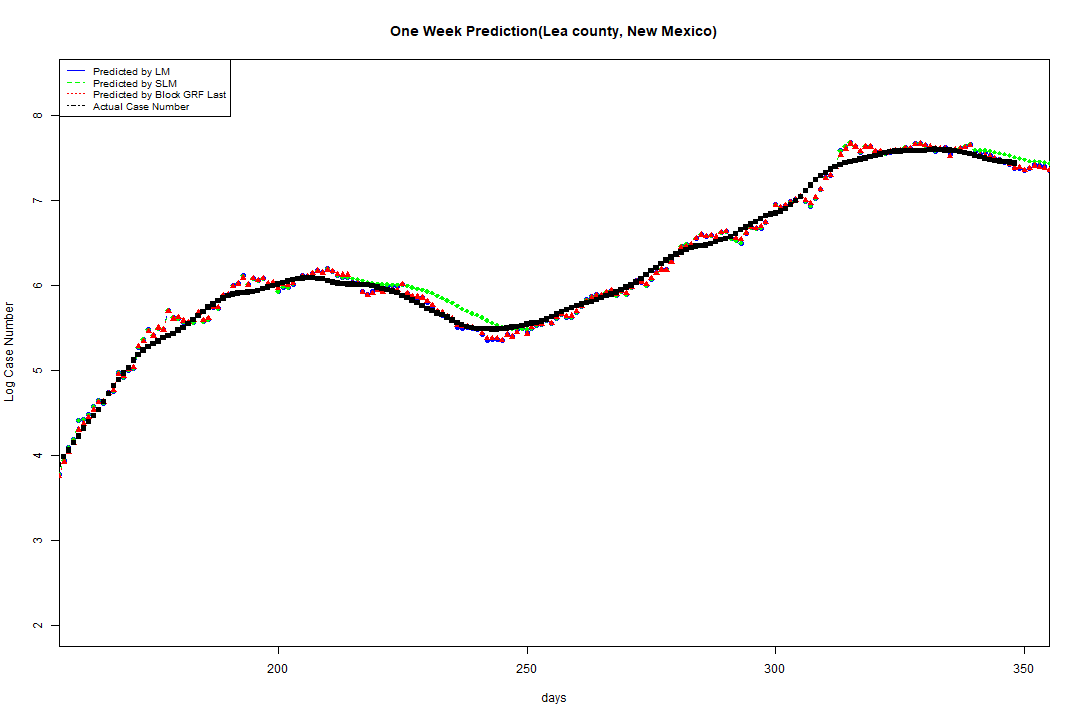 One Week Prediction(Lea county, New Mexico)
Predicted by LM
Predicted by SLM
Predicted by Block GRF Last
Actual Case Number
8
7
6
5
4
3
2
Log Case Number
200
250
300
350
days